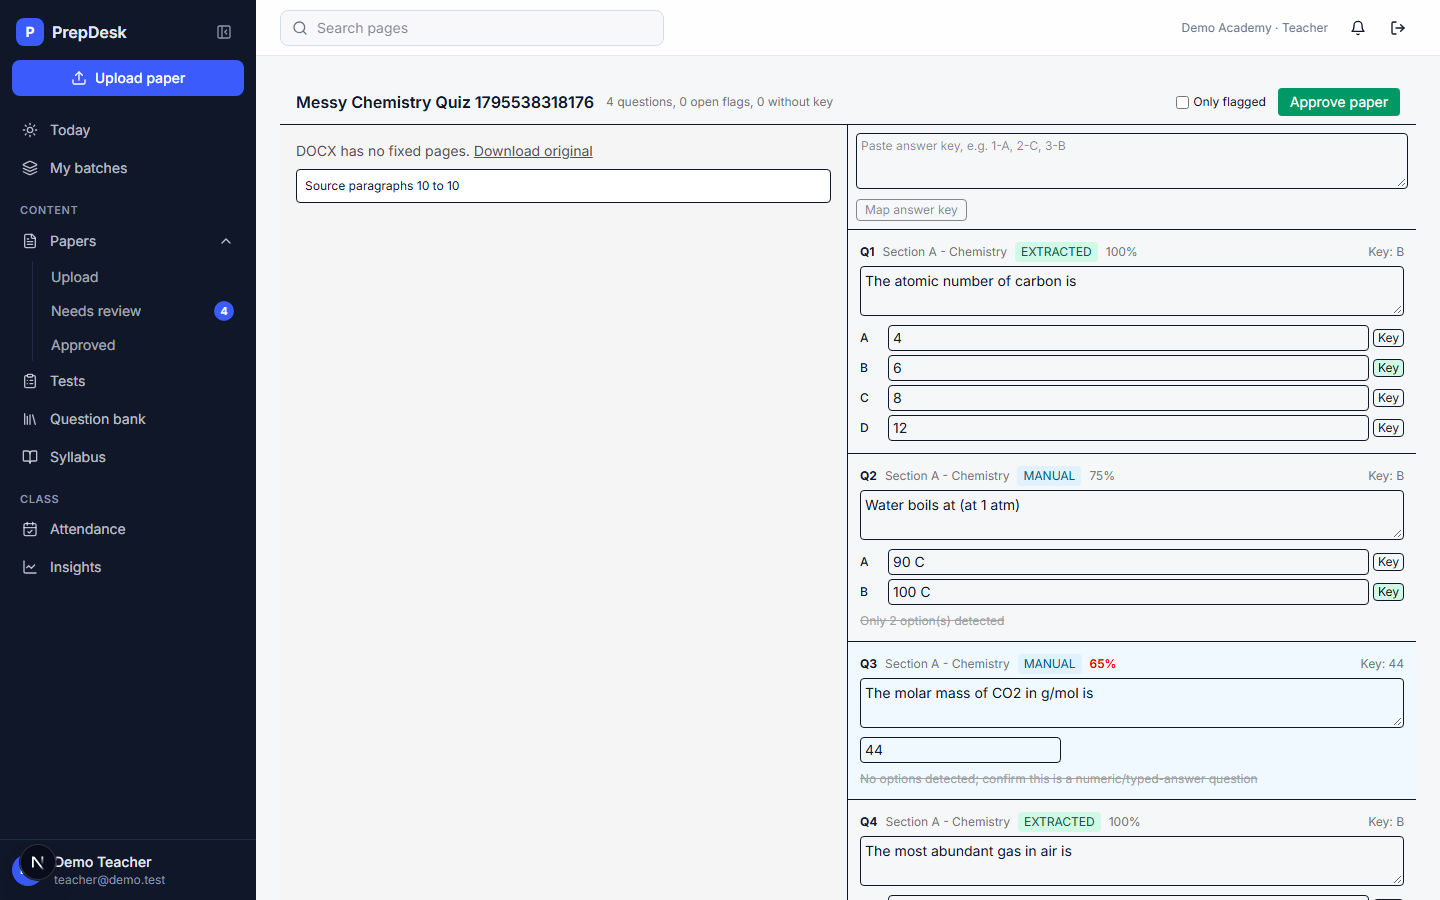 P PrepDesk
Upload paper
Today
My batches
CONTENT
Papers
Upload
Needs review 4
Approved
Tests
Question bank
Syllabus
CLASS
Attendance
Insights
N Demo Teacher
teacher@demo.test
Search pages
Demo Academy · Teacher
Messy Chemistry Quiz 1795538318176 4 questions, 0 open flags, 0 without key
Only flagged Approve paper
DOCX has no fixed pages. Download original
Source paragraphs 10 to 10
Paste answer key, e.g. 1-A, 2-C, 3-B
Map answer key
Q1 Section A - Chemistry EXTRACTED 100% Key: B
The atomic number of carbon is
A 4 Key
B 6 Key
C 8 Key
D 12 Key
Q2 Section A - Chemistry MANUAL 75% Key: B
Water boils at (at 1 atm)
A 90 C Key
B 100 C Key
Only 2 option(s) detected
Q3 Section A - Chemistry MANUAL 65% Key: 44
The molar mass of CO2 in g/mol is
44
No options detected; confirm this is a numeric/typed-answer question
Q4 Section A - Chemistry EXTRACTED 100% Key: B
The most abundant gas in air is